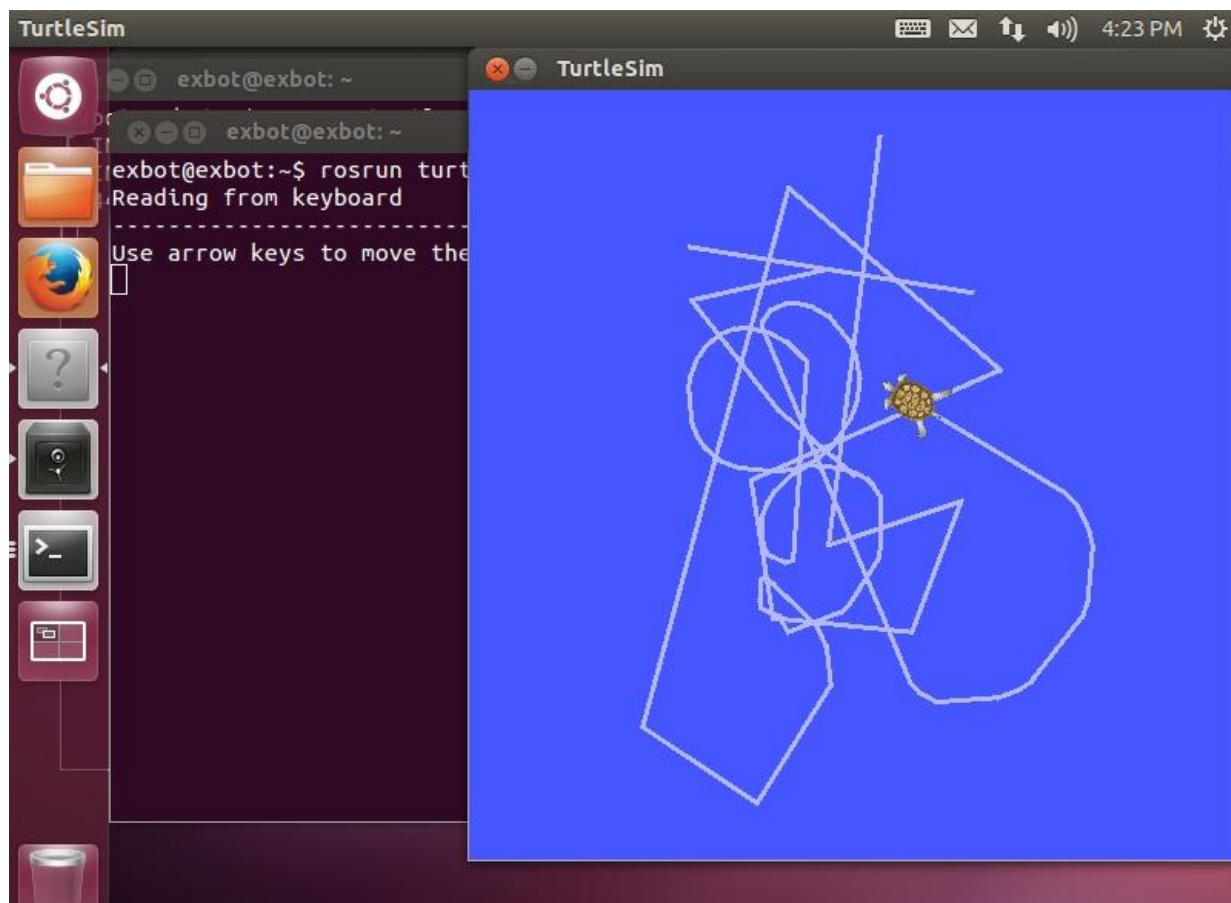 TurtleSim
4:23 PM
exbot@exbot: ~
TurtleSim
exbot@exbot: ~
exbot@exbot:~$ rosrun turt
Reading from keyboard
---------------------------
Use arrow keys to move the